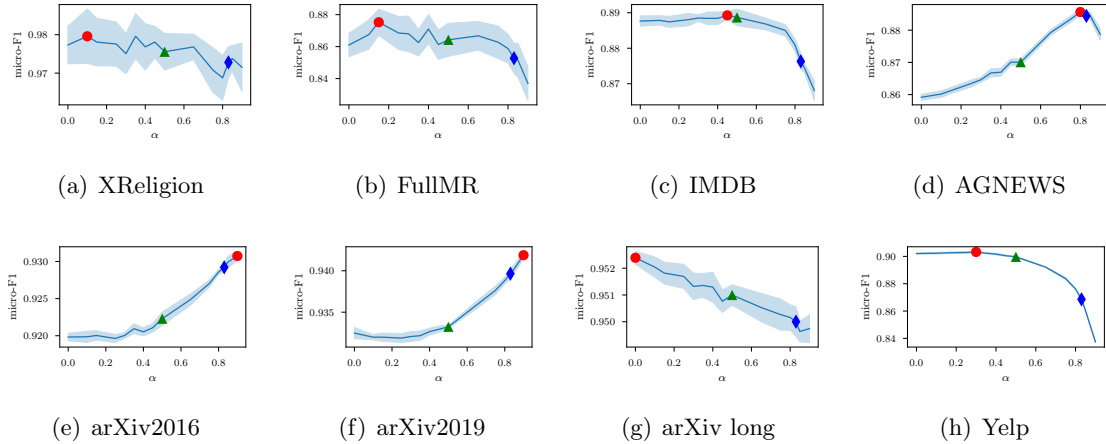 micro-F1
0.98
0.97
0.0 0.2 0.4 0.6 0.8
α
(a) XReligion
micro-F1
0.88
0.86
0.84
0.0 0.2 0.4 0.6 0.8
α
(b) FullMR
micro-F1
0.89
0.88
0.87
0.0 0.2 0.4 0.6 0.8
α
(c) IMDB
micro-F1
0.88
0.87
0.86
0.0 0.2 0.4 0.6 0.8
α
(d) AGNEWS
micro-F1
0.930
0.925
0.920
0.0 0.2 0.4 0.6 0.8
α
(e) arXiv2016
micro-F1
0.940
0.935
0.0 0.2 0.4 0.6 0.8
α
(f) arXiv2019
micro-F1
0.952
0.951
0.950
0.0 0.2 0.4 0.6 0.8
α
(g) arXiv long
micro-F1
0.90
0.88
0.86
0.84
0.0 0.2 0.4 0.6 0.8
α
(h) Yelp